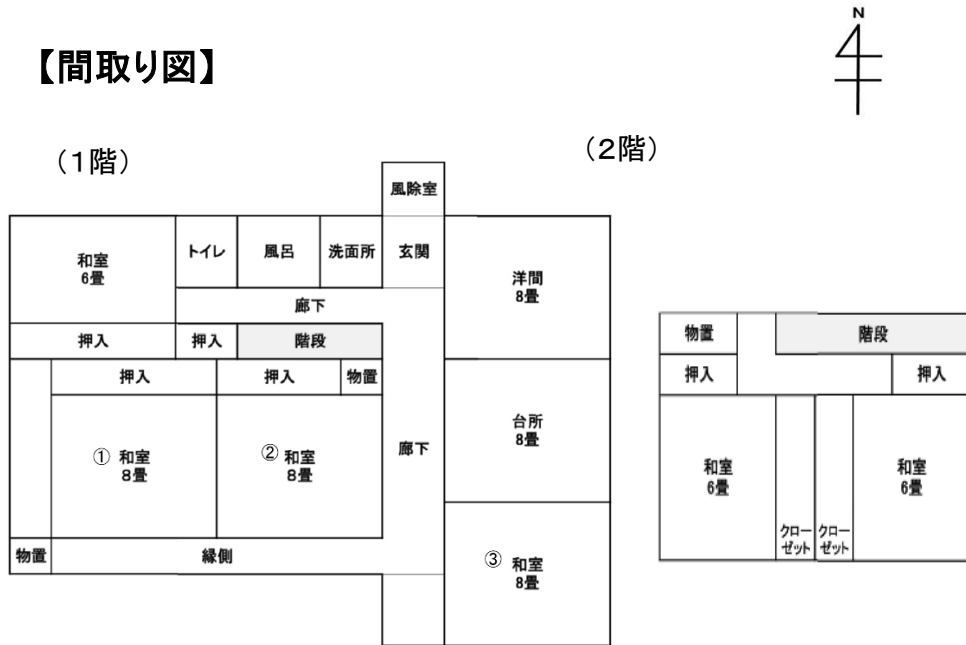 【間取り図】
N
（1階）
（2階）
風除室
和室
6畳
トイレ
風呂
洗面所
玄関
洋間
8畳
廊下
押入
押入
階段
押入
押入
物置
① 和室
8畳
② 和室
8畳
廊下
台所
8畳
物置
縁側
③ 和室
8畳
物置
階段
押入
押入
和室
6畳
クロー
ゼット
クロー
ゼット
和室
6畳